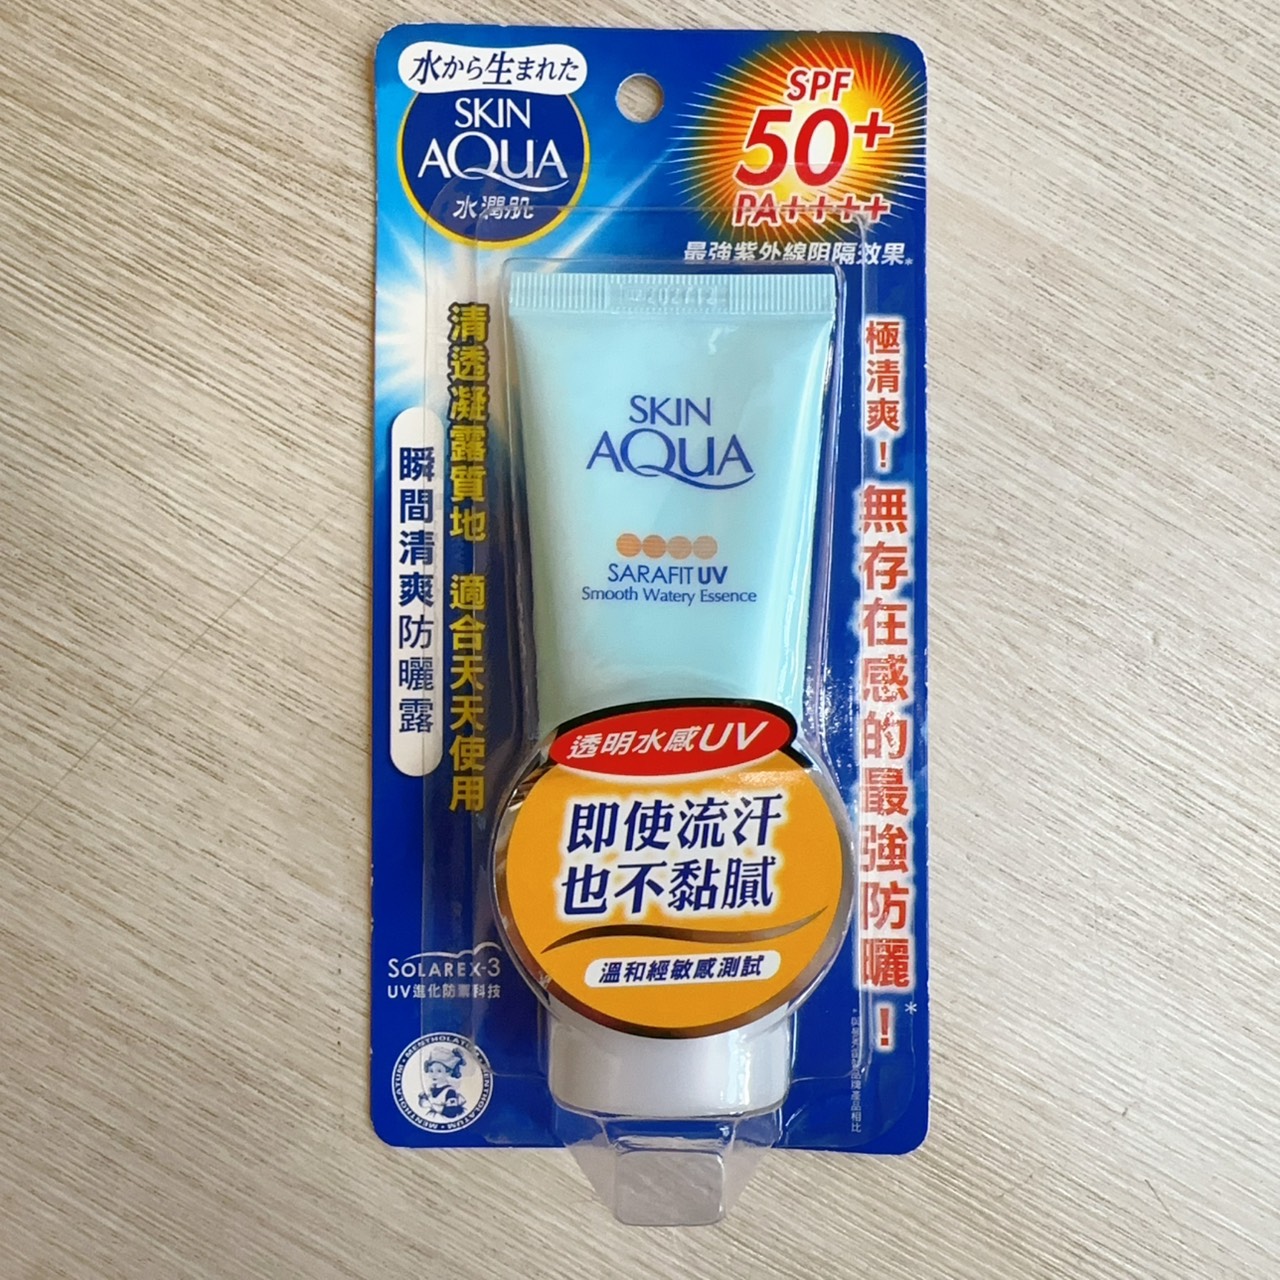 水から生まれた
SKIN
AQUA
水潤肌
SPF
50+
PA++++
最強紫外線阻隔效果*
清透凝露質地 適合天天使用
瞬間清爽防曬露
極清爽!無存在感的最強防曬!*
SKIN
AQUA
SARAFIT UV
Smooth Watery Essence
透明水感UV
即使流汗
也不黏膩
溫和經敏感測試
SOLAREX-3
UV進化防禦科技
MENTHOLATUM • MENTHOLATUM • MENTHOLATUM